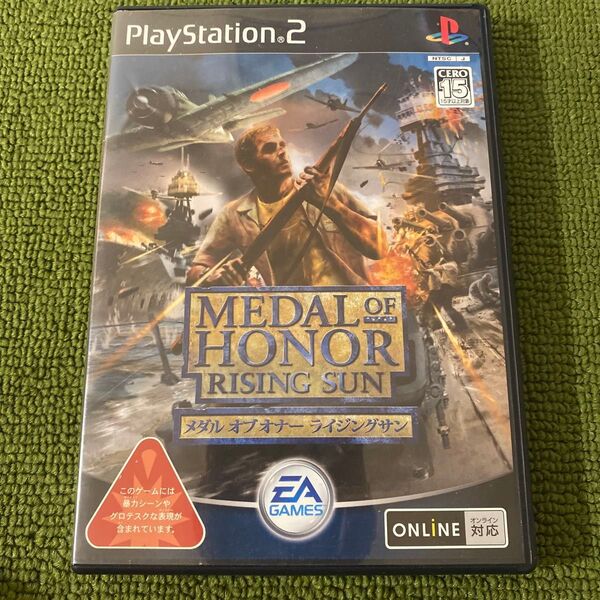 PlayStation®2
NTSC J
CERO
15
15才以上対象
MEDAL OF
HONOR
RISING SUN
メダル オブ オナー ライジングサン
このゲームには
暴力シーンや
グロテスクな表現が
含まれています。
EA
GAMES
ONLiNE
オンライン
対応